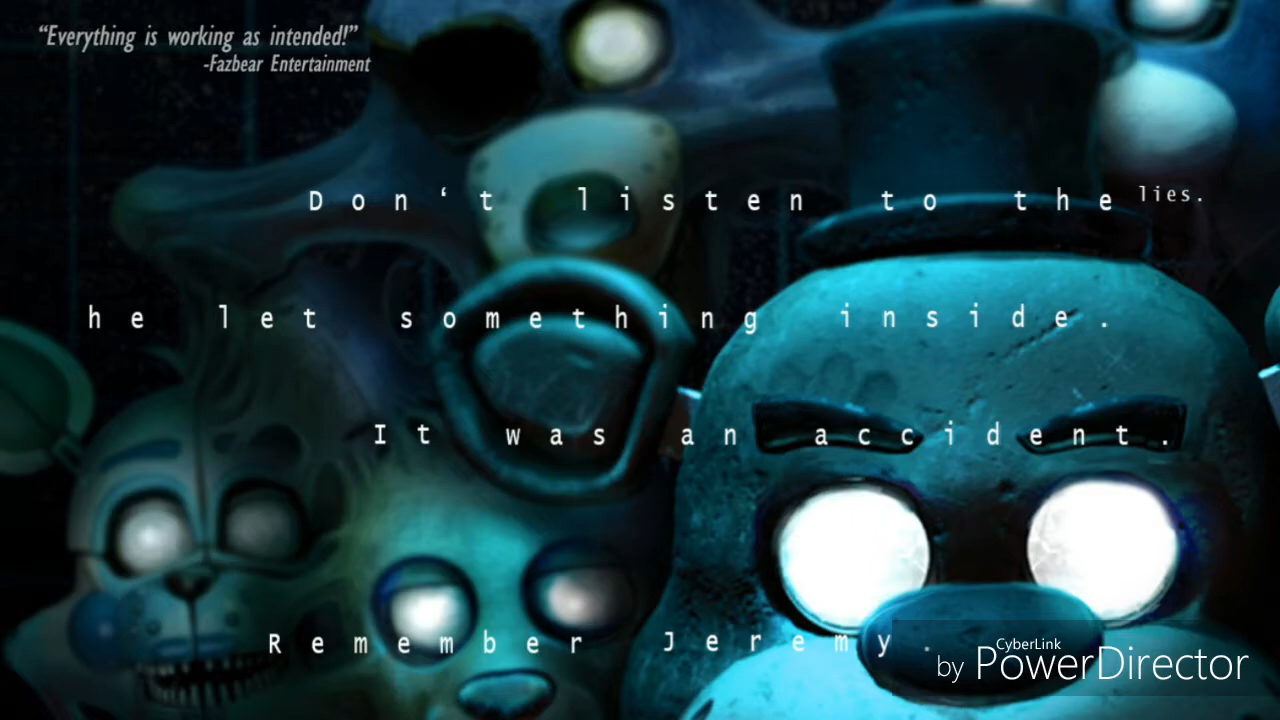 “Everything is working as intended!”
-Fazbear Entertainment
Don‘t listen to the lies.
he let something inside.
It was an accident.
Remember Jeremy.
CyberLink
by PowerDirector